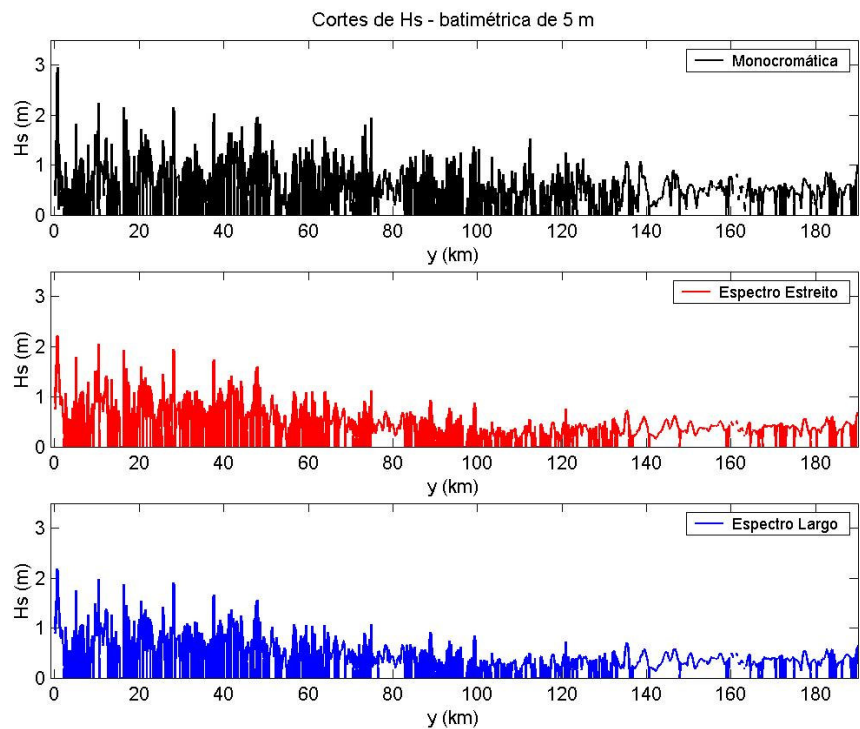 Cortes de Hs - batimétrica de 5 m
3
2
1
0
Hs (m)
Monocromática
0 20 40 60 80 100 120 140 160 180
y (km)
3
2
1
0
Hs (m)
Espectro Estreito
0 20 40 60 80 100 120 140 160 180
y (km)
3
2
1
0
Hs (m)
Espectro Largo
0 20 40 60 80 100 120 140 160 180
y (km)